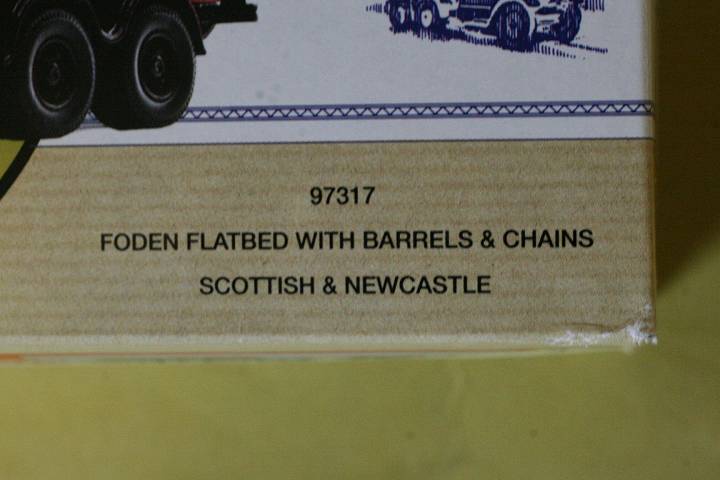 97317
FODEN FLATBED WITH BARRELS & CHAINS
SCOTTISH & NEWCASTLE